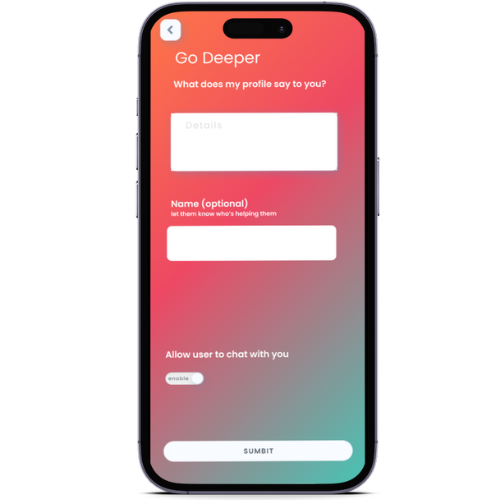 Go Deeper
What does my profile say to you?
Details
Name (optional)
let them know who's helping them
Allow user to chat with you
enable
SUMBIT